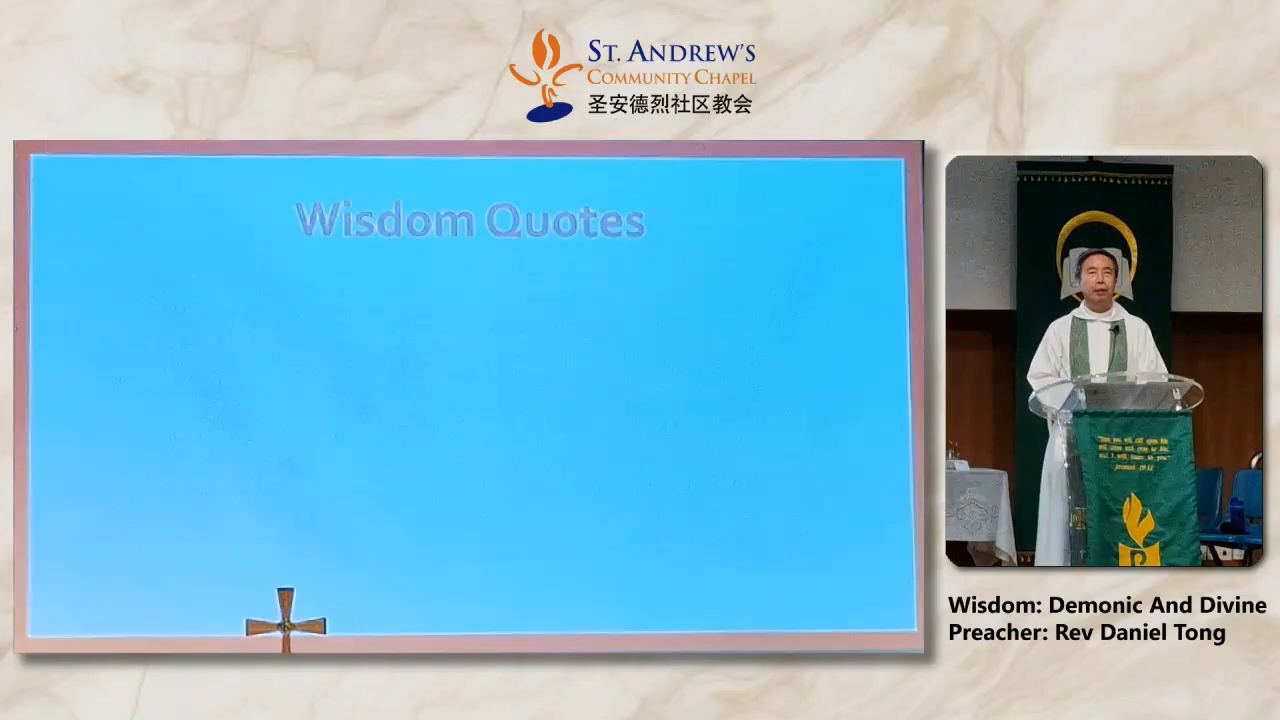 ST. ANDREW'S
COMMUNITY CHAPEL
圣安德烈社区教会
Wisdom Quotes
Wisdom: Demonic And Divine
Preacher: Rev Daniel Tong